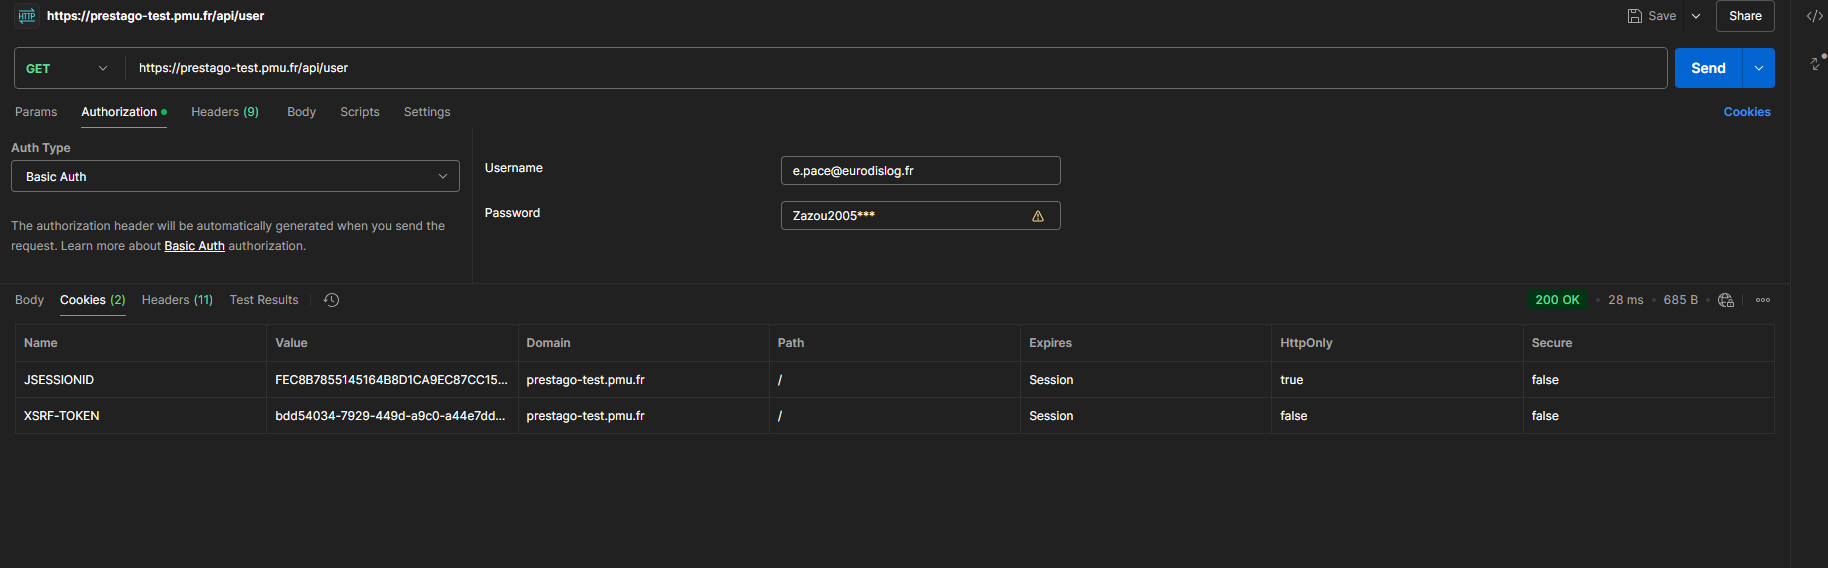 HTTP https://prestago-test.pmu.fr/api/user Save Share </>
GET https://prestago-test.pmu.fr/api/user Send
Params Authorization Headers (9) Body Scripts Settings Cookies
Auth Type
Basic Auth
The authorization header will be automatically generated when you send the
request. Learn more about Basic Auth authorization.
Username e.pace@eurodislog.fr
Password Zazou2005***
Body Cookies (2) Headers (11) Test Results 200 OK • 28 ms • 685 B •
Name Value Domain Path Expires HttpOnly Secure
JSESSIONID FEC8B7855145164B8D1CA9EC87CC15... prestago-test.pmu.fr / Session true false
XSRF-TOKEN bdd54034-7929-449d-a9c0-a44e7dd... prestago-test.pmu.fr / Session false false